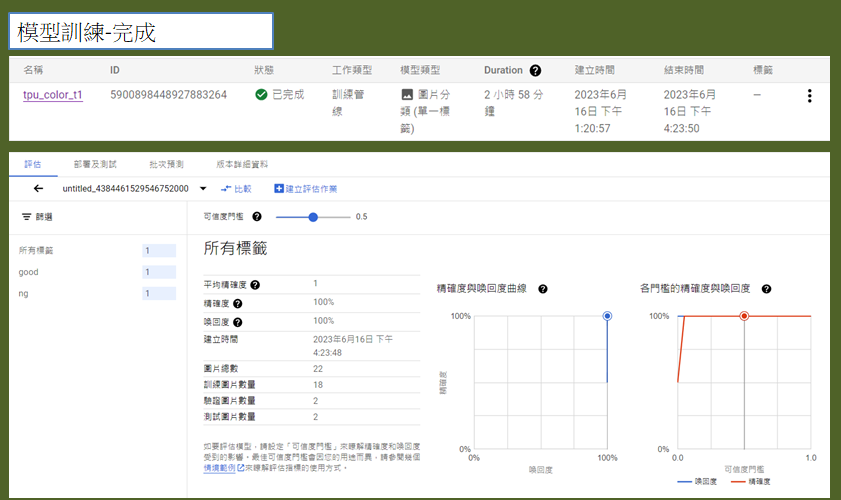 模型訓練-完成
名稱 ID 狀態 工作類型 模型類型 Duration 建立時間 結束時間 標籤
tpu_color_t1 5900898448927883264 已完成 訓練管 圖片分 2 小時 58 分 2023年6月 2023年6月 —
線 類 (單一標 鐘 16日 下午 16日 下午
籤) 1:20:57 4:23:50
評估 部署及測試 批次預測 版本詳細資料
untitled_4384461529546752000 比較 建立評估作業
篩選 可信度門檻 0.5
所有標籤 1
good 1
ng 1
所有標籤
平均精確度 1
精確度 100%
喚回度 100%
建立時間 2023年6月16日 下午
4:23:48
圖片總數 22
訓練圖片數量 18
驗證圖片數量 2
測試圖片數量 2
如要評估模型，請設定「可信度門檻」來瞭解精確度和喚回度
受到的影響。最佳可信度門檻會因您的用途而異，請參閱幾個
情境範例來瞭解評估指標的使用方式。
精確度與喚回度曲線
100%
精確度
0%
0% 100%
喚回度
各門檻的精確度與喚回度
100%
0%
0.0 1.0
可信度門檻
喚回度 精確度